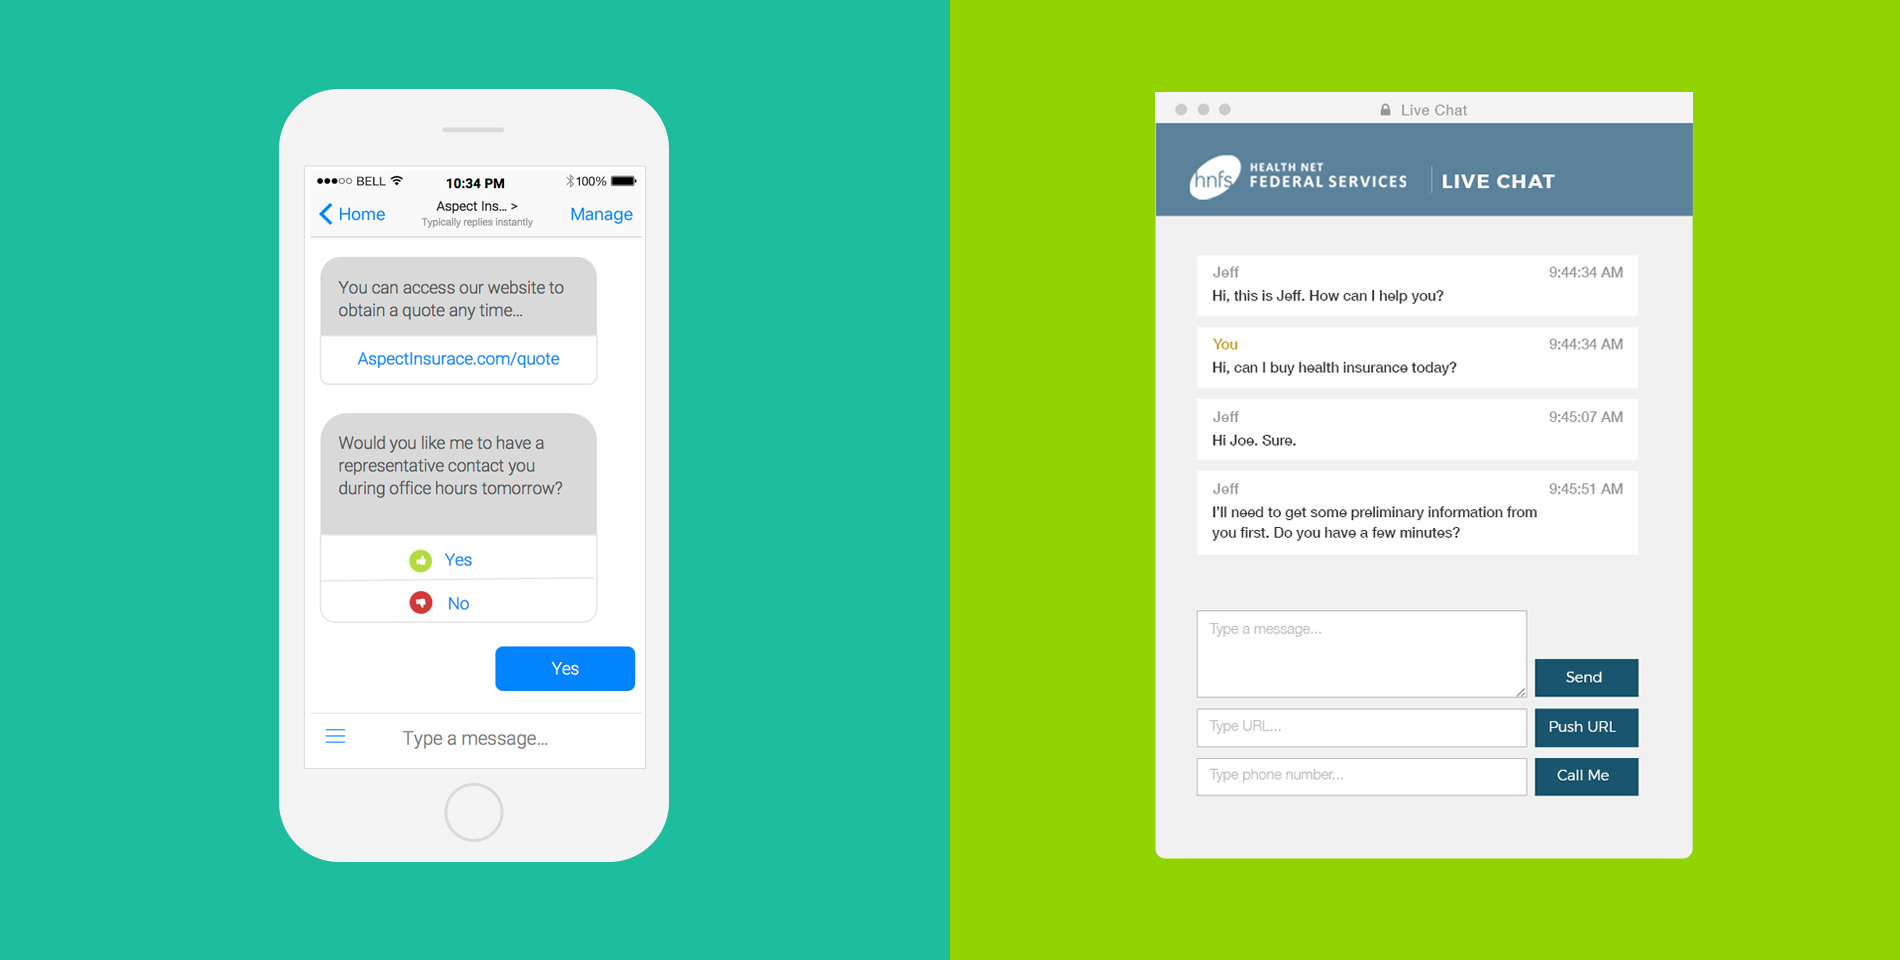 BELL
10:34 PM
100%
Home
Aspect Ins... >
Manage
Typically replies instantly
You can access our website to
obtain a quote any time...
AspectInsurace.com/quote
Would you like me to have a
representative contact you
during office hours tomorrow?
Yes
No
Yes
Type a message...
Live Chat
hnfs
HEALTH NET
FEDERAL SERVICES
LIVE CHAT
Jeff 9:44:34 AM
Hi, this is Jeff. How can I help you?
You 9:44:34 AM
Hi, can I buy health insurance today?
Jeff 9:45:07 AM
Hi Joe. Sure.
Jeff 9:45:51 AM
I'll need to get some preliminary information from
you first. Do you have a few minutes?
Type a message...
Send
Type URL...
Push URL
Type phone number...
Call Me